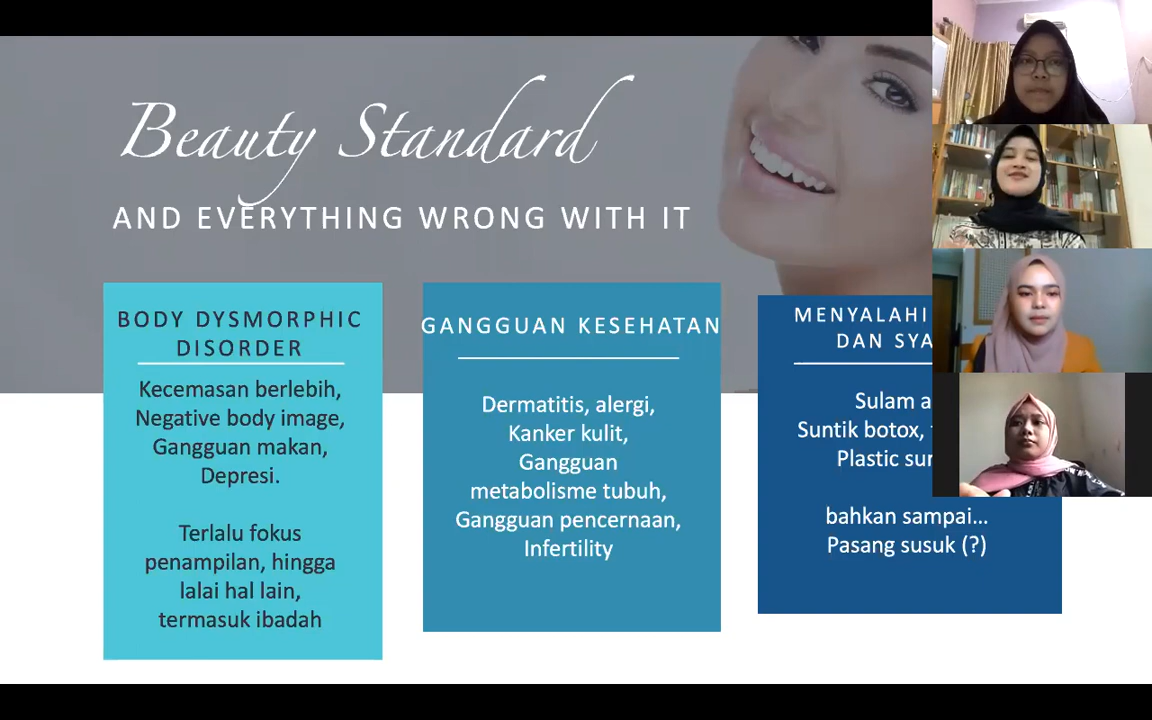 Beauty Standard
AND EVERYTHING WRONG WITH IT
BODY DYSMORPHIC
DISORDER
Kecemasan berlebih,
Negative body image,
Gangguan makan,
Depresi.
Terlalu fokus
penampilan, hingga
lalai hal lain,
termasuk ibadah
GANGGUAN KESEHATAN
Dermatitis, alergi,
Kanker kulit,
Gangguan
metabolisme tubuh,
Gangguan pencernaan,
Infertility
MENYALAHI
DAN
Sulam
Suntik botox,
Plastic
bahkan sampai...
Pasang susuk (?)